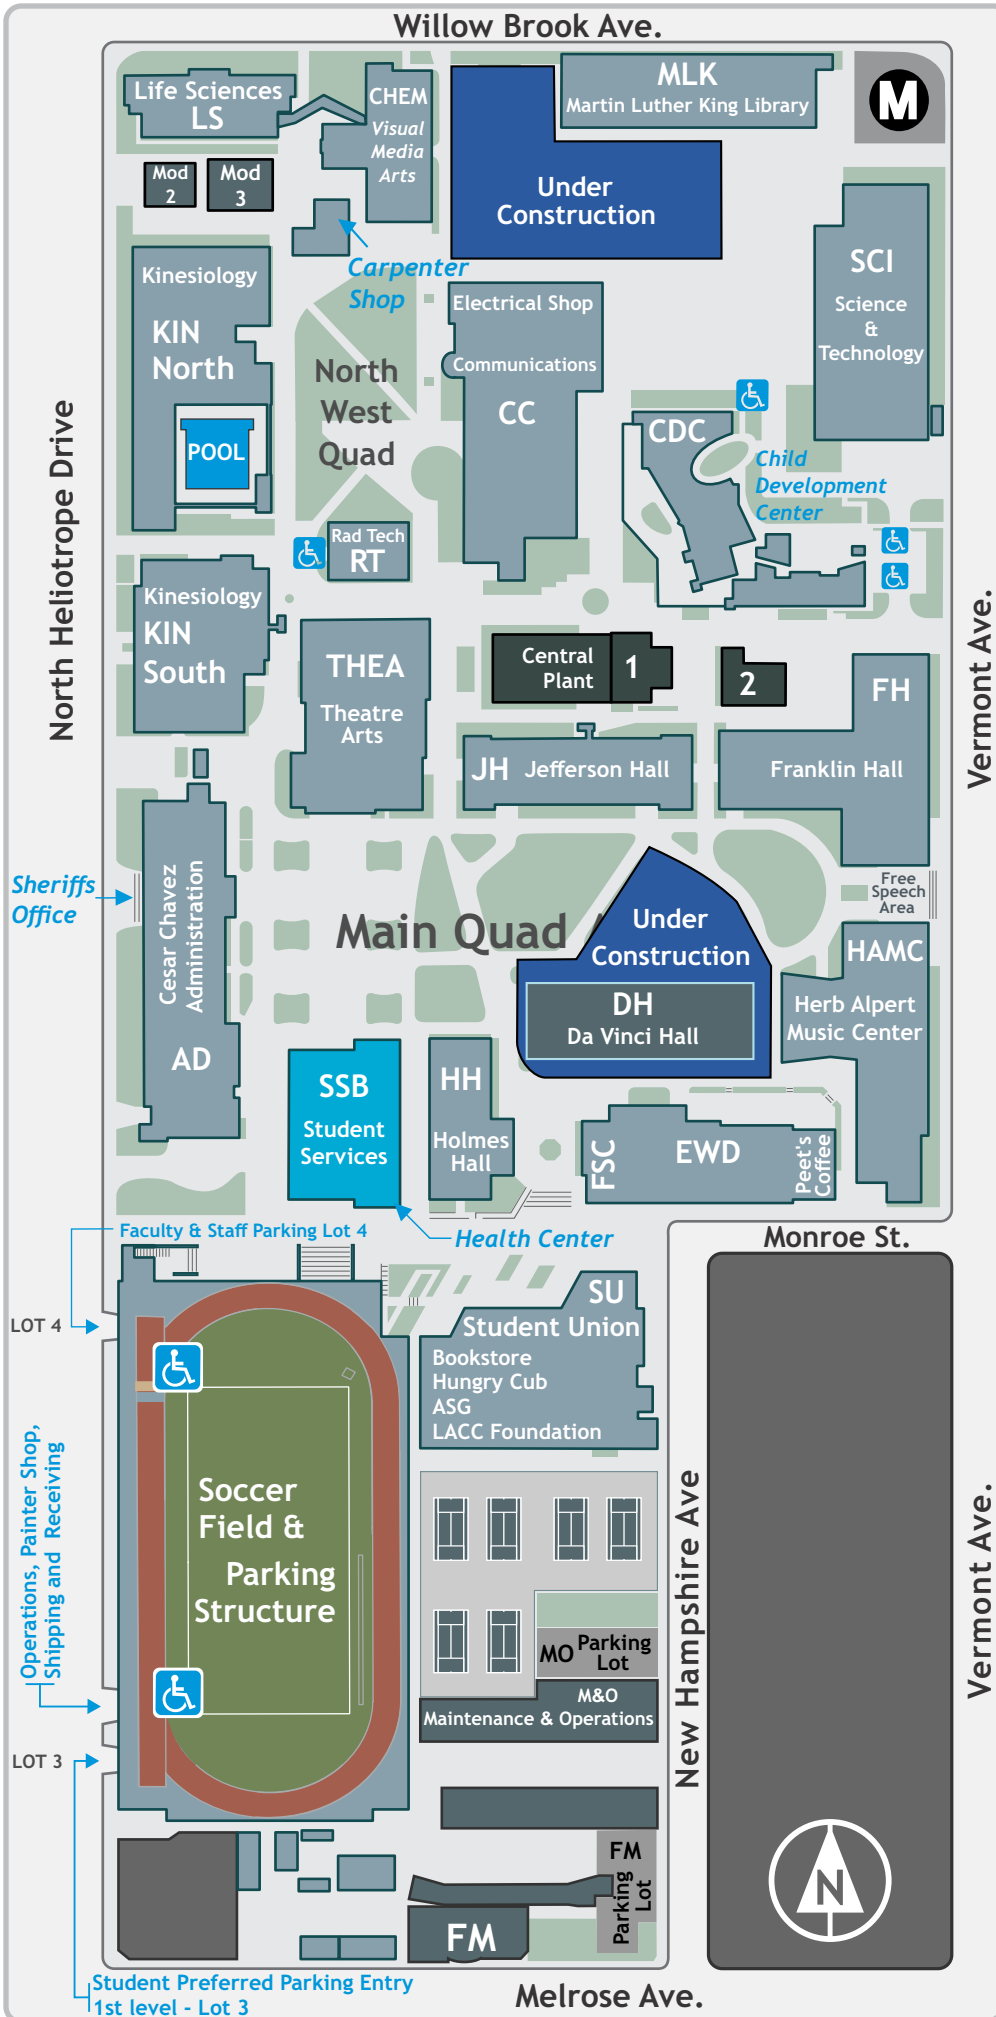 Willow Brook Ave.
Life Sciences
LS
CHEM
Visual
Media
Arts
MLK
Martin Luther King Library
M
Mod
2
Mod
3
Under
Construction
Carpenter
Shop
Kinesiology
KIN
North
POOL
North
West
Quad
Electrical Shop
Communications
CC
SCI
Science
&
Technology
CDC
Child
Development
Center
North Heliotrope Drive
Rad Tech
RT
Kinesiology
KIN
South
THEA
Theatre
Arts
Central
Plant
1
2
FH
Franklin Hall
JH Jefferson Hall
Vermont Ave.
Sheriffs
Office
Cesar Chavez
Administration
AD
Main Quad
Under
Construction
DH
Da Vinci Hall
Free
Speech
Area
HAMC
Herb Alpert
Music Center
SSB
Student
Services
HH
Holmes
Hall
FSC
EWD
Peet's
Coffee
Faculty & Staff Parking Lot 4
Health Center
Monroe St.
LOT 4
SU
Student Union
Bookstore
Hungry Cub
ASG
LACC Foundation
Operations, Painter Shop,
Shipping and Receiving
Soccer
Field &
Parking
Structure
New Hampshire Ave
Vermont Ave.
MO Parking
Lot
M&O
Maintenance & Operations
LOT 3
FM
Parking
Lot
FM
N
Student Preferred Parking Entry
1st level - Lot 3
Melrose Ave.